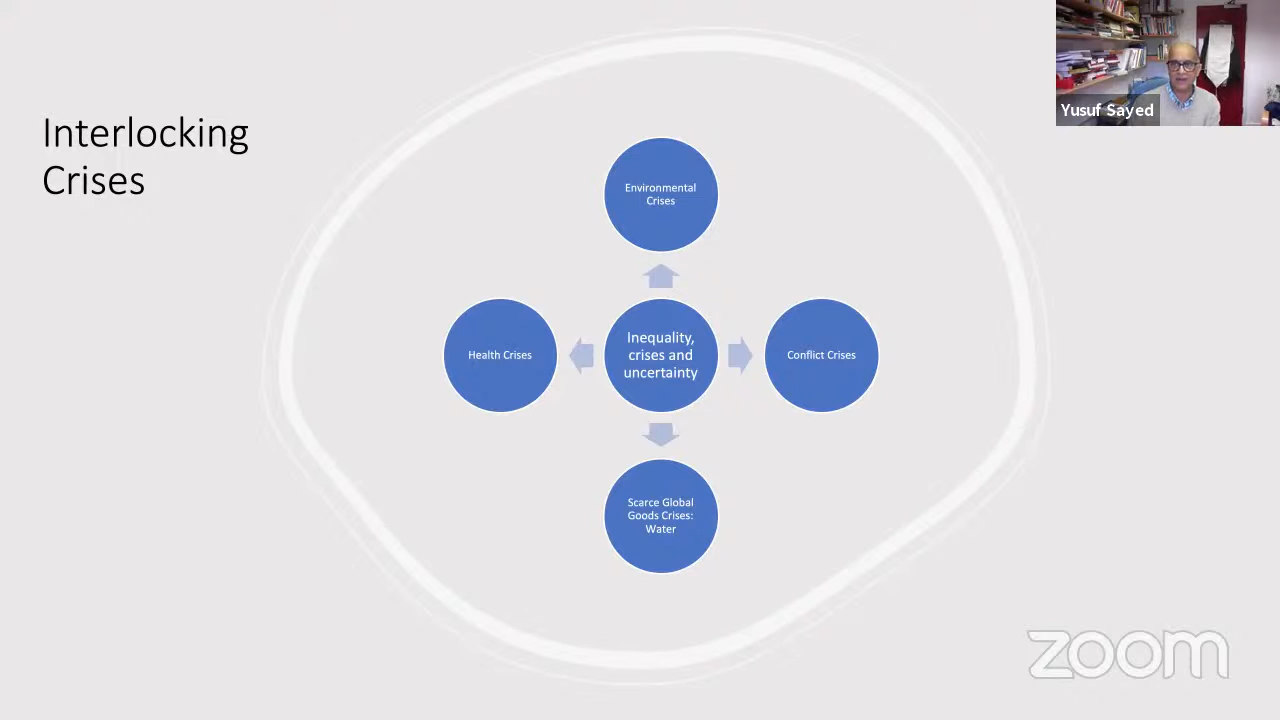 Interlocking
Crises
Yusuf Sayed
Environmental
Crises
Health Crises
Inequality,
crises and
uncertainty
Conflict Crises
Scarce Global
Goods Crises:
Water
zoom